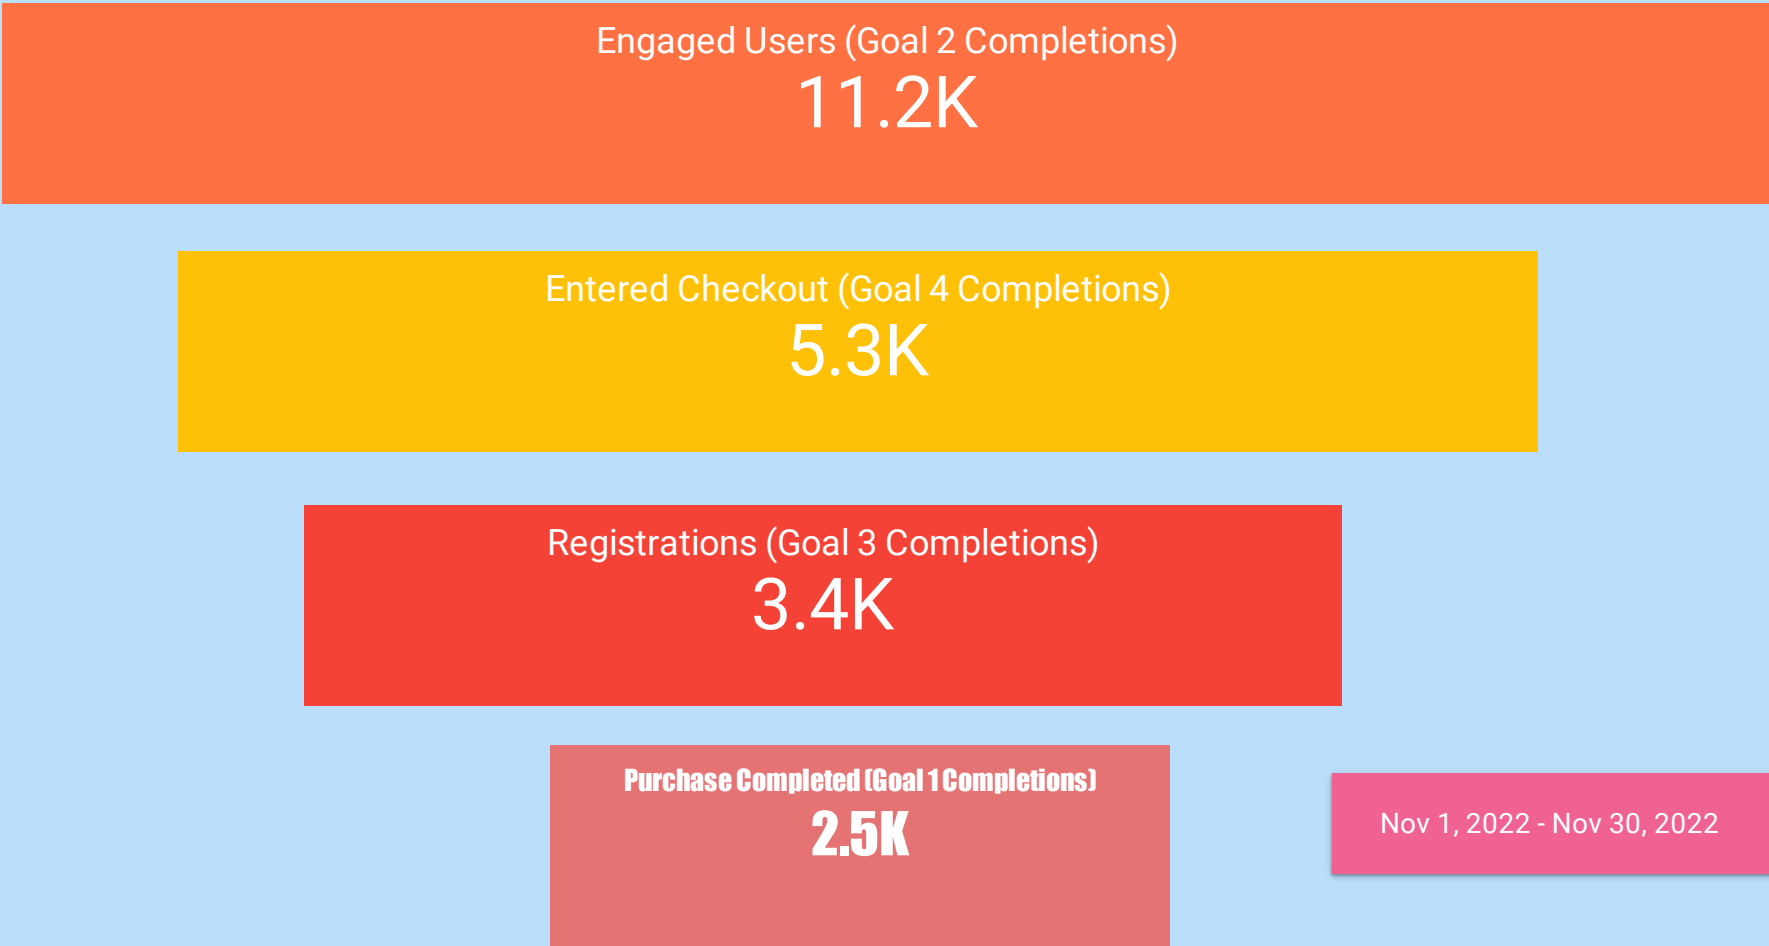 Engaged Users (Goal 2 Completions)
11.2K
Entered Checkout (Goal 4 Completions)
5.3K
Registrations (Goal 3 Completions)
3.4K
Purchase Completed (Goal 1 Completions)
2.5K
Nov 1, 2022 - Nov 30, 2022